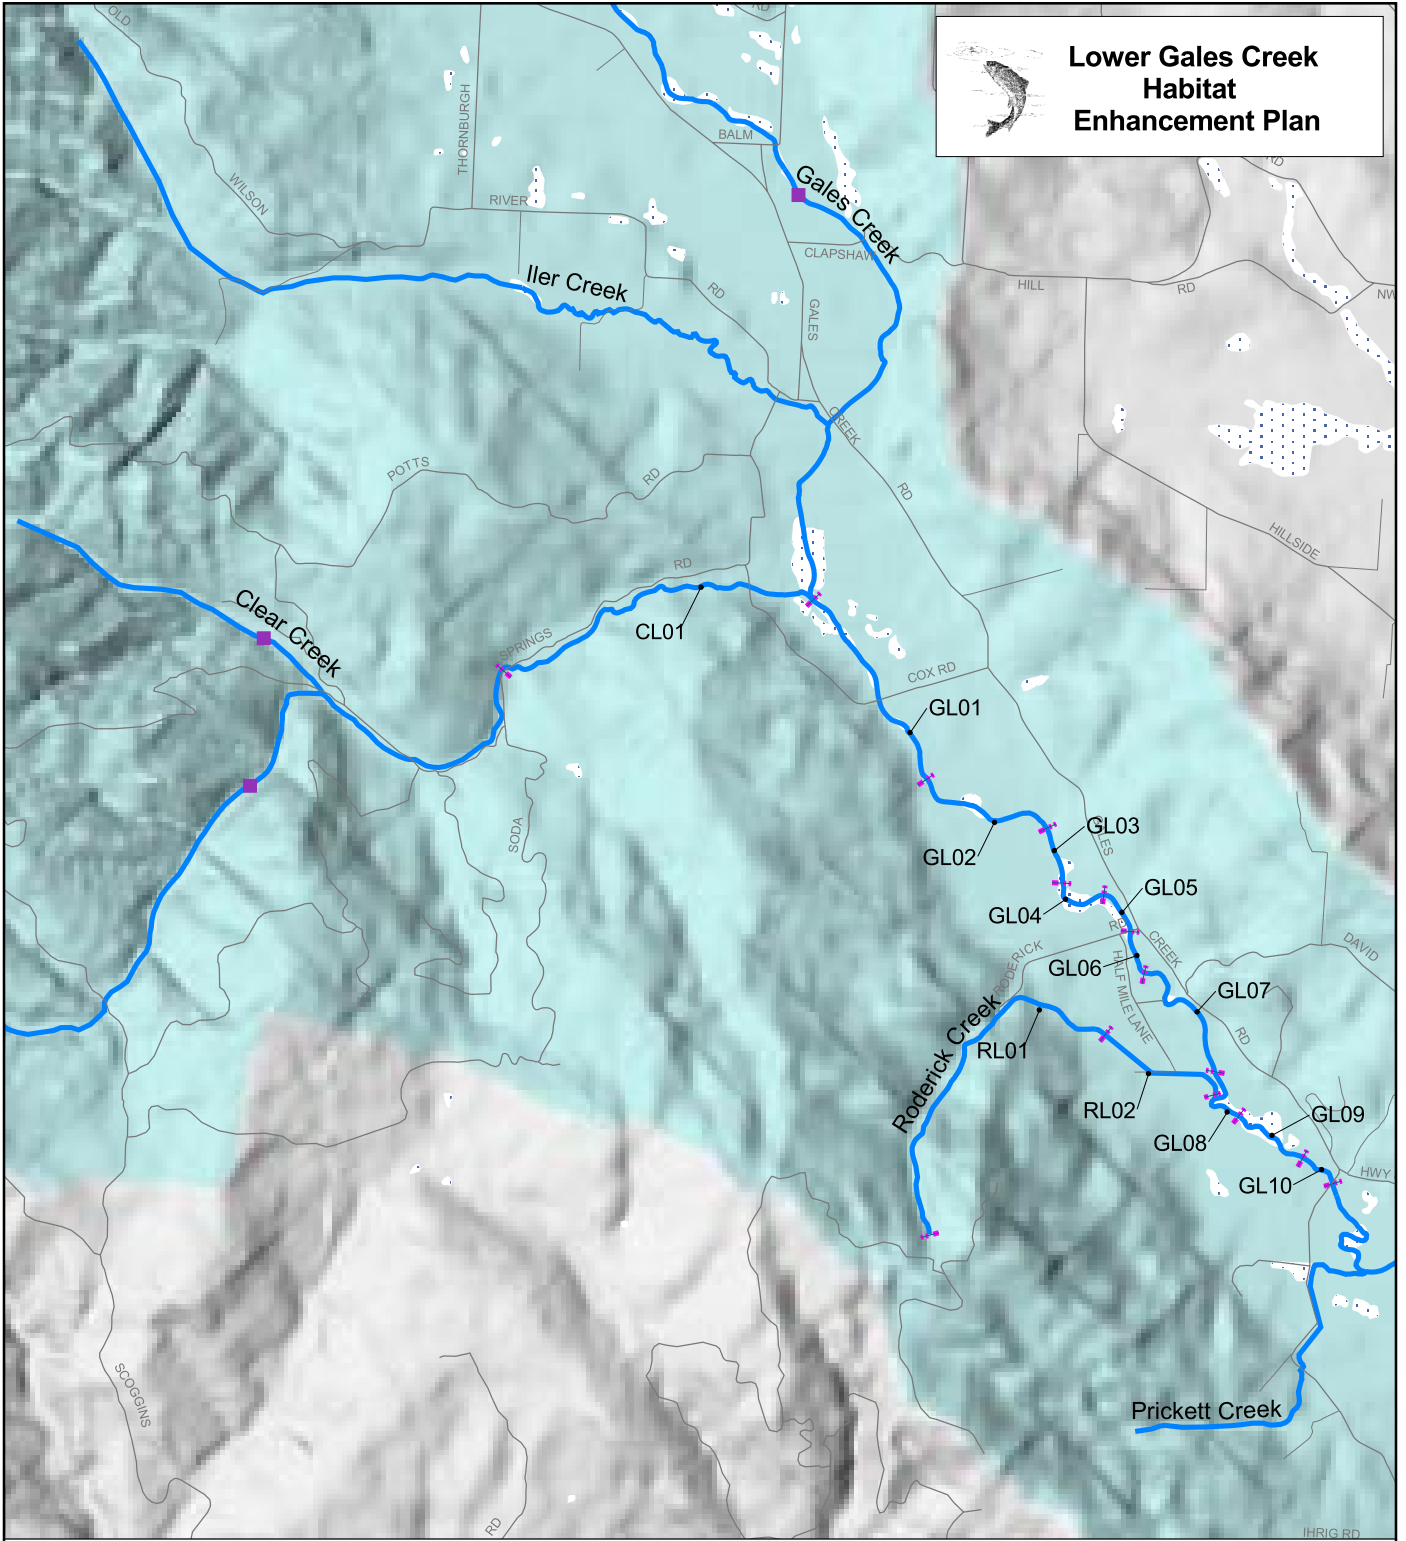 Lower Gales Creek
Habitat
Enhancement Plan
OLD
RD
THORNBURGH
BALM
WILSON
RIVER
Gales Creek
CLAPSHAW
HILL
RD
RD
NW
Iler Creek
RD
GALES
CREEK
RD
POTTS
RD
HILLSIDE
RD
Clear Creek
CL01
SPRINGS
COX RD
GL01
GL02
GL03
GL04
GL05
SODA
RD
CREEK
DAVID
RODERICK
GL06
HALF MILE LANE
GL07
RD
Roderick Creek
RL01
RL02
GL08
GL09
GL10
HWY
SCOGGINS
Prickett Creek
RD
IHRIG RD